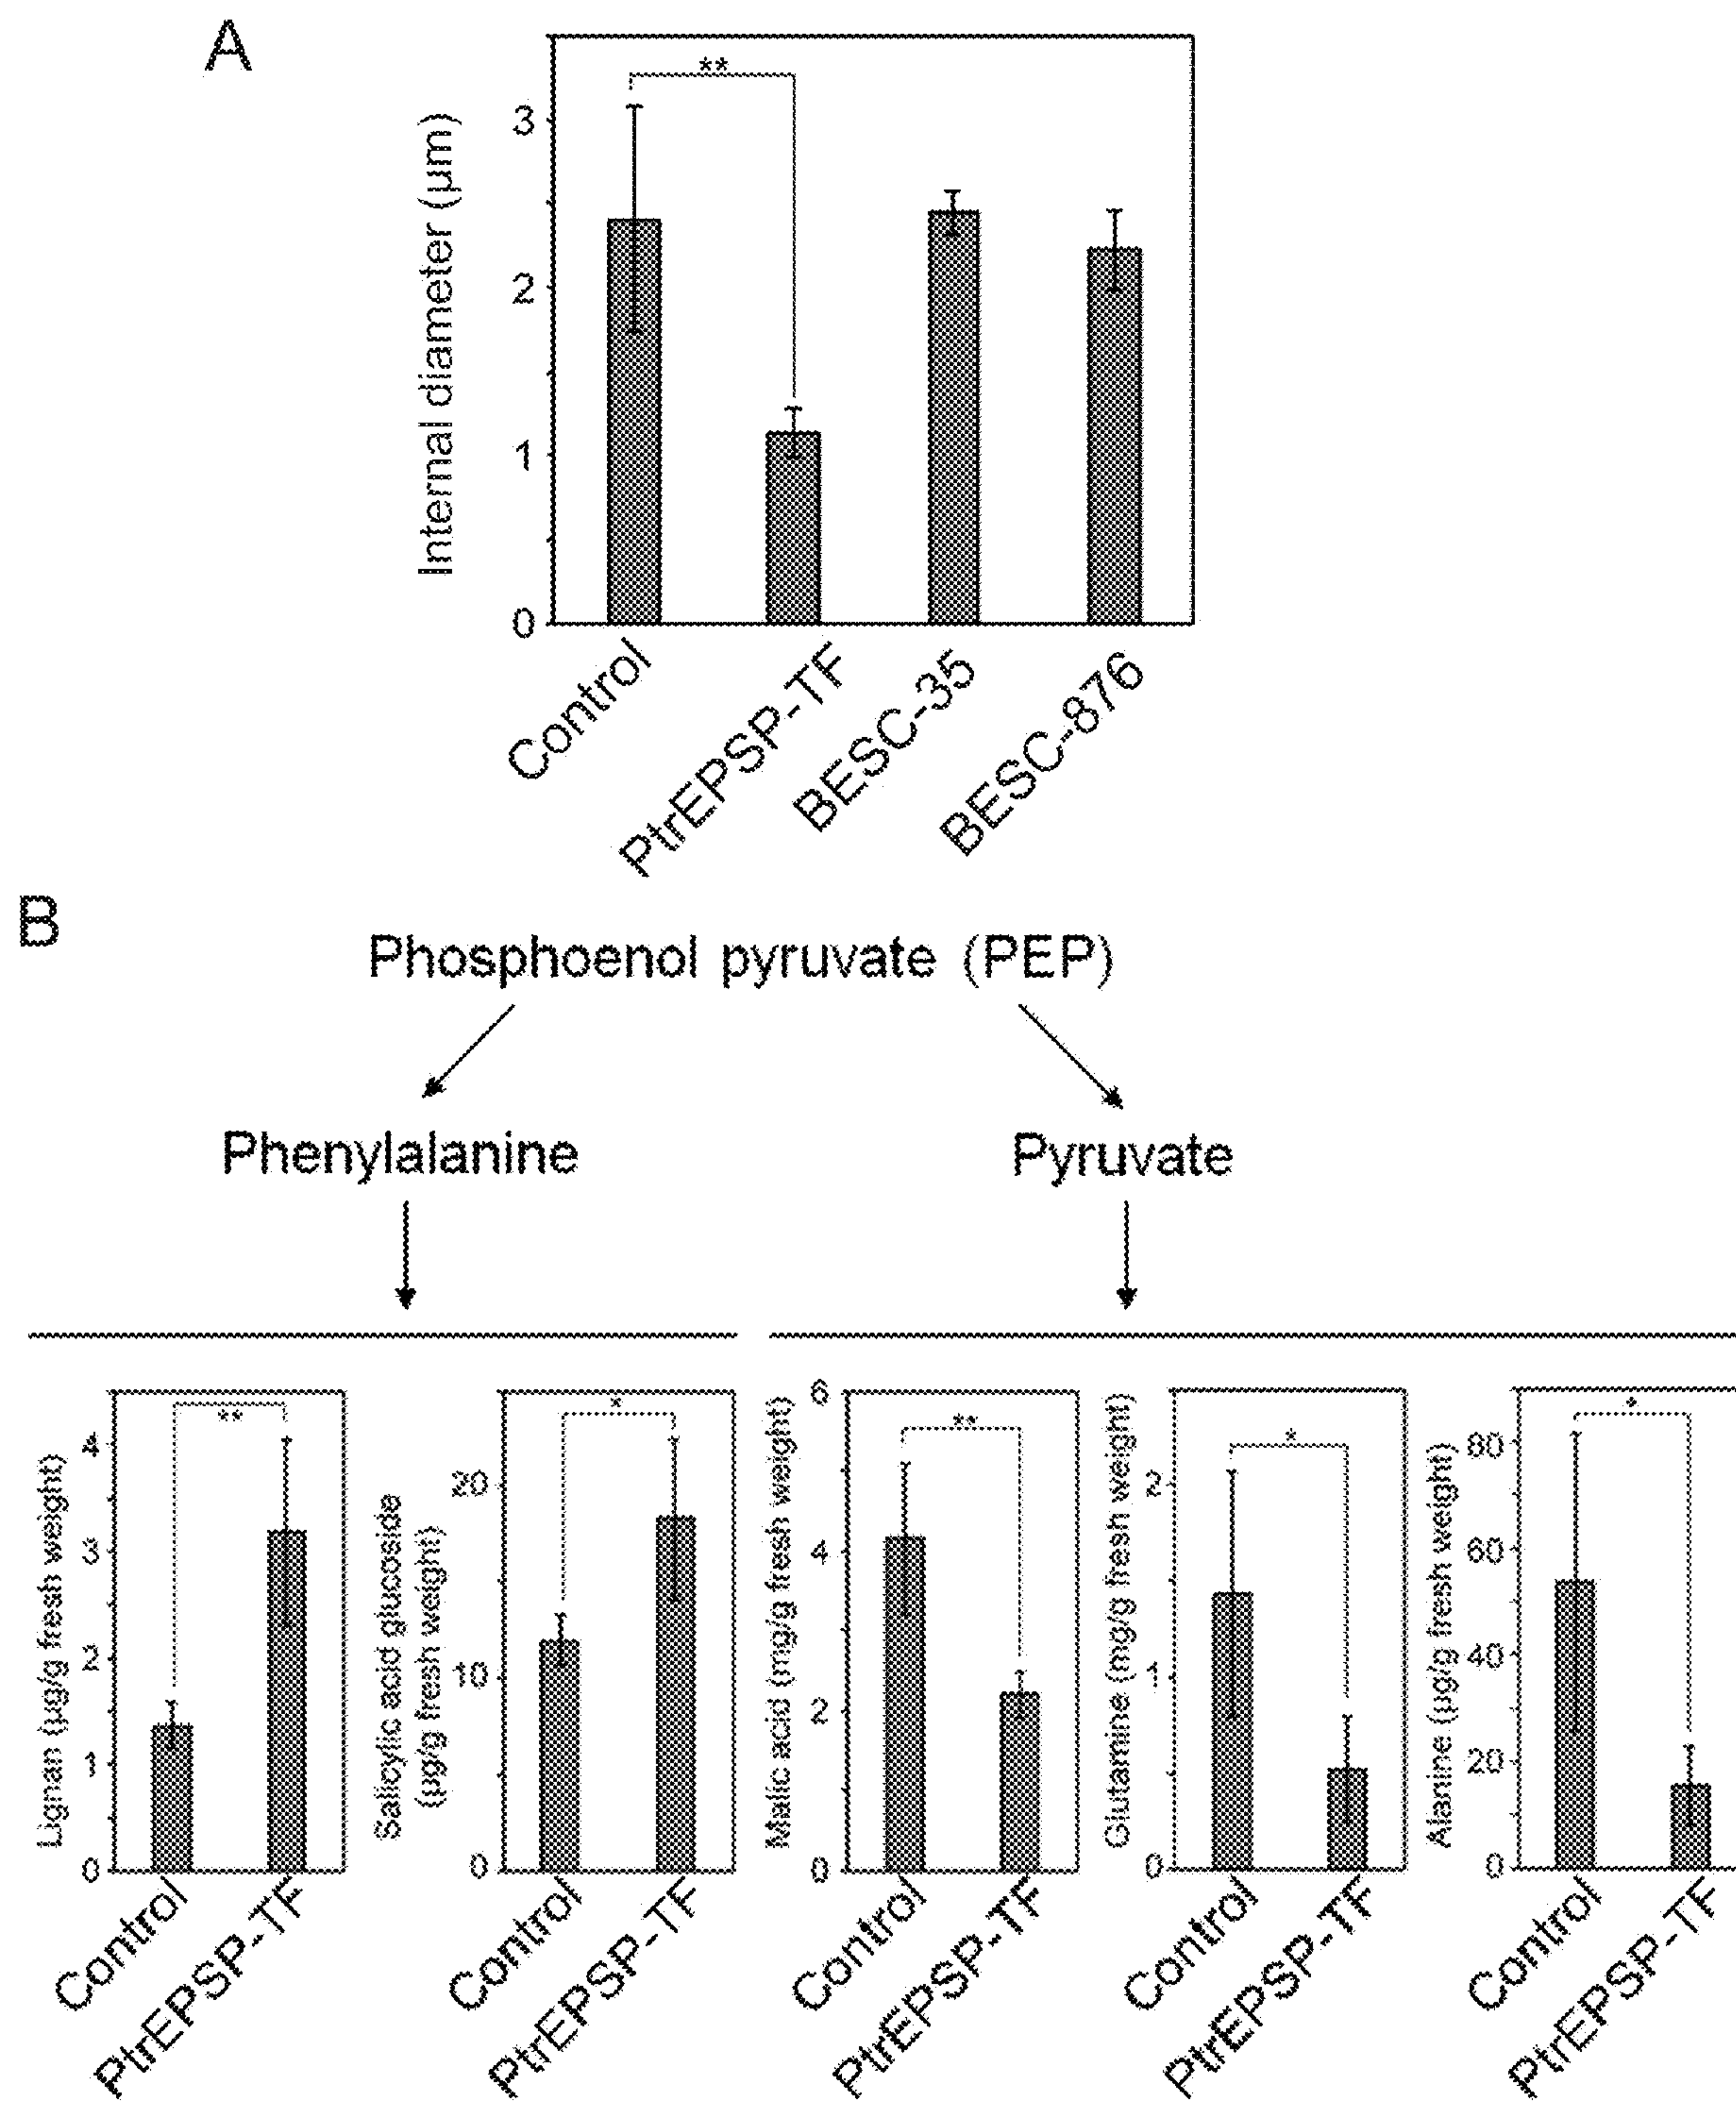 A
**
Internal diameter (µm)
3
2
1
0
Control
PtrEPSP-TF
BESC-35
BESC-876
B
Phosphoenol pyruvate (PEP)
Phenylalanine
Pyruvate
Lignan (µg/g fresh weight)
4
3
2
1
0
**
Control
PtrEPSP-TF
Salicylic acid glucoside
(µg/g fresh weight)
20
10
0
*
Control
PtrEPSP-TF
Malic acid (mg/g fresh weight)
6
4
2
0
**
Control
PtrEPSP-TF
Glutamine (mg/g fresh weight)
2
1
0
*
Control
PtrEPSP-TF
Alanine (µg/g fresh weight)
80
60
40
20
0
*
Control
PtrEPSP-TF